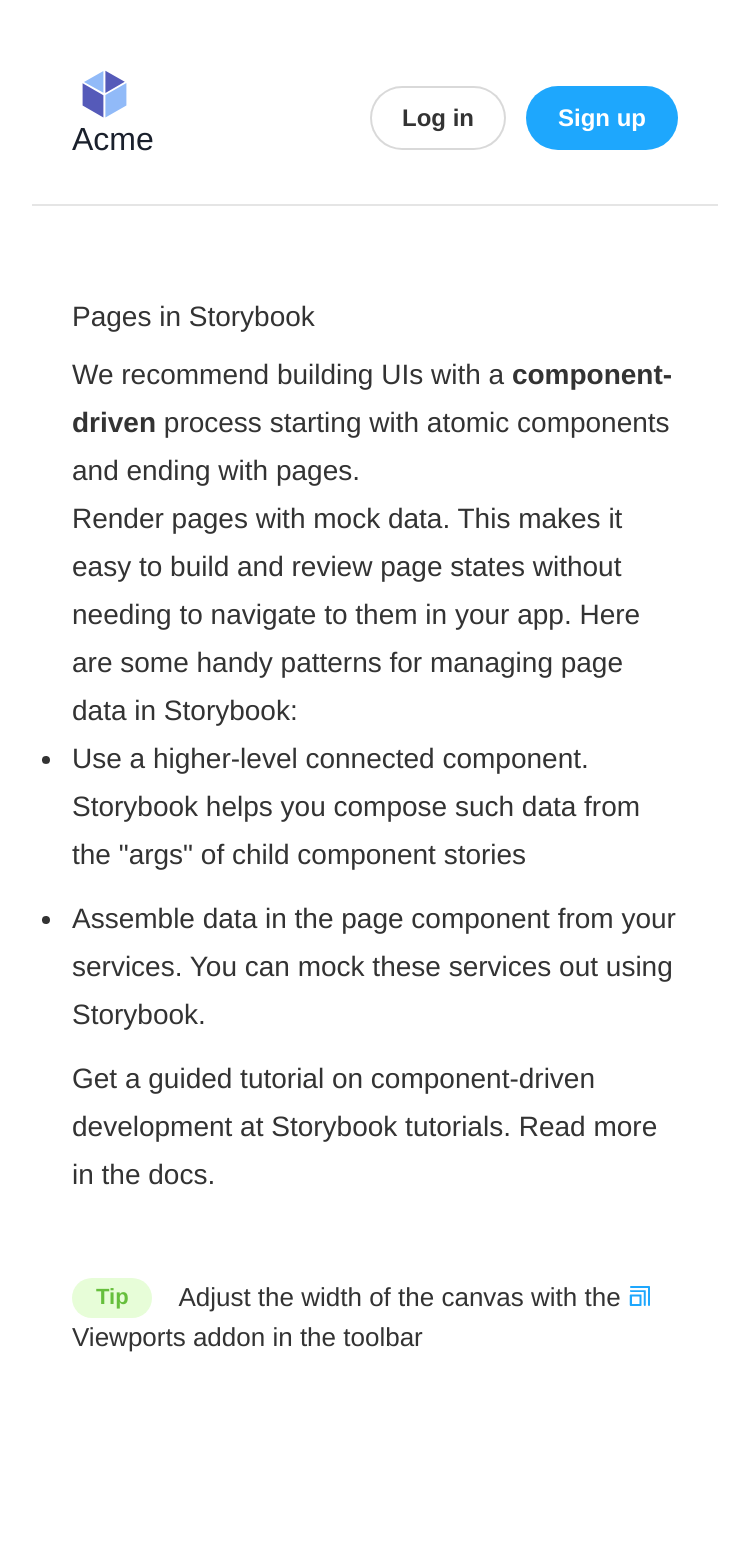 Acme
Log in
Sign up
Pages in Storybook
We recommend building UIs with a component-
driven process starting with atomic components
and ending with pages.
Render pages with mock data. This makes it
easy to build and review page states without
needing to navigate to them in your app. Here
are some handy patterns for managing page
data in Storybook:
Use a higher-level connected component.
Storybook helps you compose such data from
the "args" of child component stories
Assemble data in the page component from your
services. You can mock these services out using
Storybook.
Get a guided tutorial on component-driven
development at Storybook tutorials. Read more
in the docs.
Tip Adjust the width of the canvas with the
Viewports addon in the toolbar